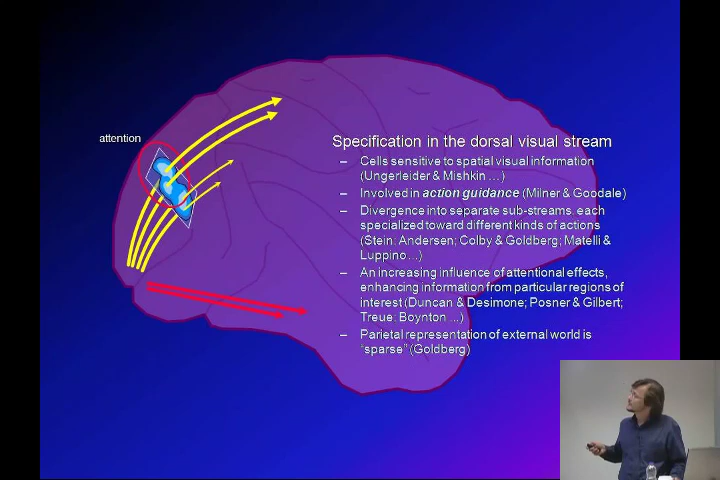 attention
Specification in the dorsal visual stream
– Cells sensitive to spatial visual information
(Ungerleider & Mishkin …)
– Involved in action guidance (Milner & Goodale)
– Divergence into separate sub-streams, each
specialized toward different kinds of actions
(Stein; Andersen; Colby & Goldberg; Matelli &
Luppino…)
– An increasing influence of attentional effects,
enhancing information from particular regions of
interest (Duncan & Desimone; Posner & Gilbert;
Treue; Boynton …)
– Parietal representation of external world is
“sparse” (Goldberg)